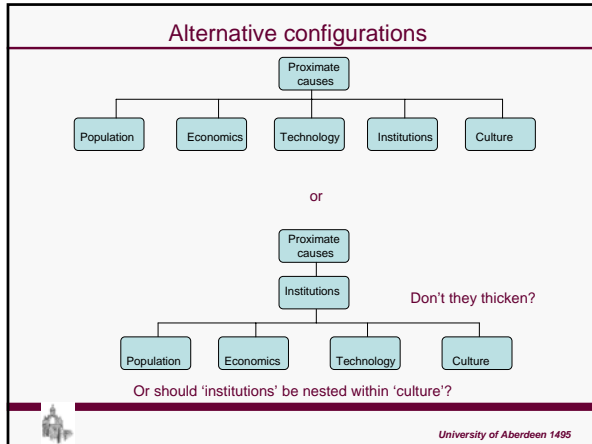 Alternative configurations
Proximate
causes
Population
Economics
Technology
Institutions
Culture
or
Proximate
causes
Institutions
Don't they thicken?
Population
Economics
Technology
Culture
Or should 'institutions' be nested within 'culture'?
University of Aberdeen 1495